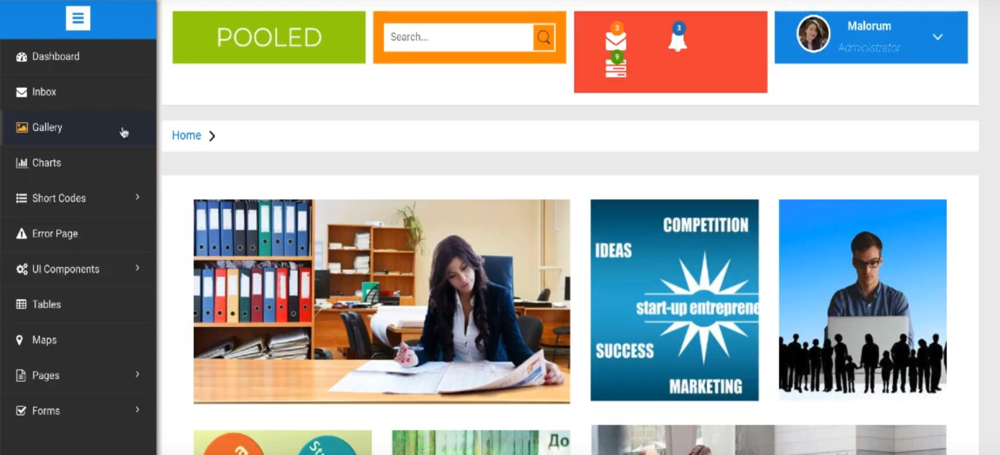 Dashboard
Inbox
Gallery
Charts
Short Codes
Error Page
UI Components
Tables
Maps
Pages
Forms
POOLED
Search...
3
3
9
Malorum
Administrator
Home
COMPETITION
IDEAS
start-up entreprene
SUCCESS
MARKETING
До